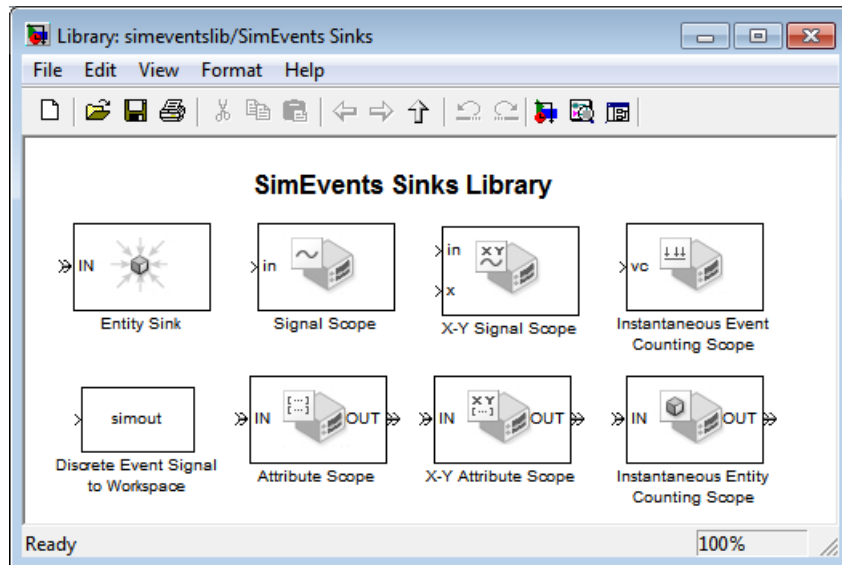 Library: simeventslib/SimEvents Sinks
File Edit View Format Help
SimEvents Sinks Library
IN
Entity Sink
in
Signal Scope
in
x
XY
X-Y Signal Scope
vc
Instantaneous Event
Counting Scope
simout
Discrete Event Signal
to Workspace
IN
[...]
[...]
OUT
Attribute Scope
IN
XY
[...]
OUT
X-Y Attribute Scope
IN
OUT
Instantaneous Entity
Counting Scope
Ready
100%